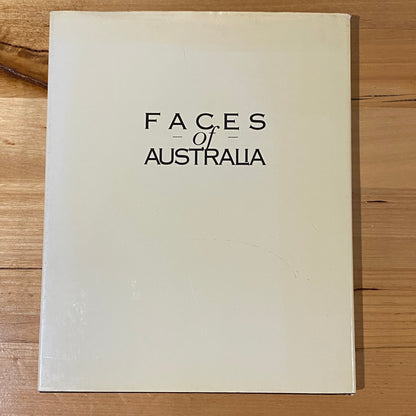 FACES
– of –
AUSTRALIA